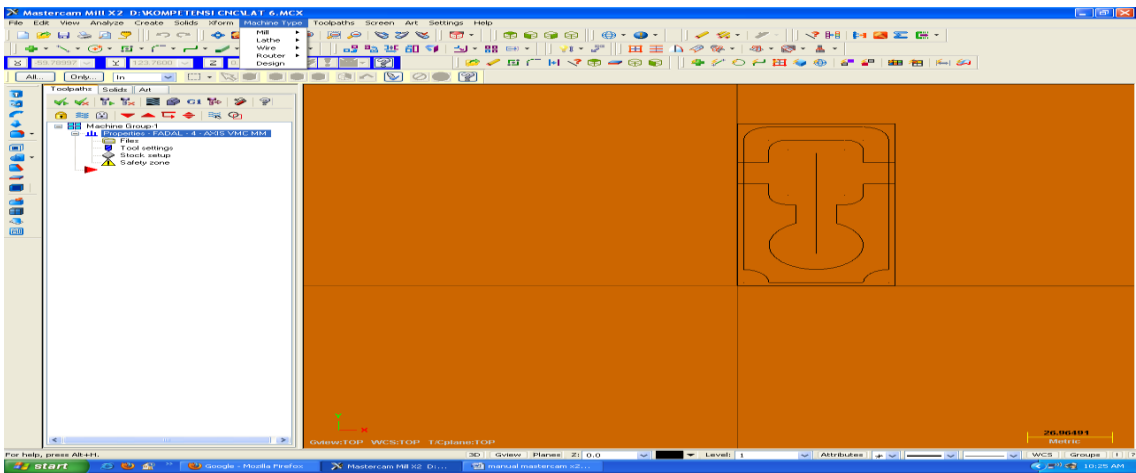 Mastercam Mill X2 D:\KOMPETENSI CNC\LAT 6.MCX
File Edit View Analyze Create Solids Xform Machine Type Toolpaths Screen Art Settings Help
Mill
Lathe
Wire
Router
Design
X Y 123.7600 Z
All... Only... In
Toolpaths Solids Art
G1
Machine Group-1
Properties - FADAL - 4 - AXIS VMC MM
Files
Tool settings
Stock setup
Safety zone
Y
X
Gview:TOP WCS:TOP T/Cplane:TOP
26.96491
Metric
For help, press Alt+H.
3D Gview Planes Z: 0.0 Level: 1 Attributes WCS Groups ! ?
start Google - Mozilla Firefox Mastercam Mill X2 D:... manual mastercam x2... 10:25 AM